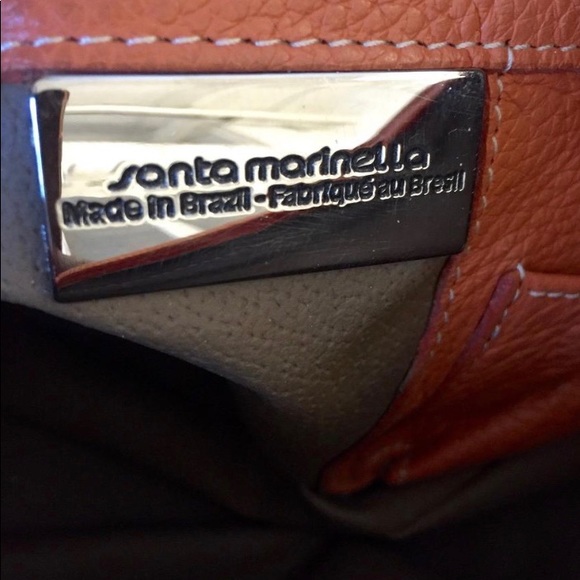 santa marinella
Made in Brazil - Fabriqué au Bresil